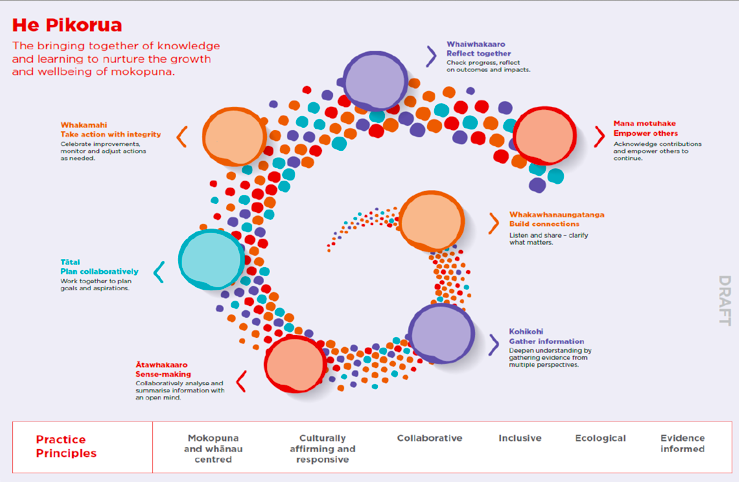 He Pikorua
The bringing together of knowledge
and learning to nurture the growth
and wellbeing of mokopuna.
Whaiwhakaaro
Reflect together
Check progress, reflect
on outcomes and impacts.
Mana motuhake
Empower others
Acknowledge contributions
and empower others to
continue.
Whakamahi
Take action with integrity
Celebrate improvements,
monitor and adjust actions
as needed.
Whakawhanaungatanga
Build connections
Listen and share – clarify
what matters.
Tātai
Plan collaboratively
Work together to plan
goals and aspirations.
Kohikohi
Gather information
Deepen understanding by
gathering evidence from
multiple perspectives.
Ātawhakaaro
Sense-making
Collaboratively analyse and
summarise information with
an open mind.
DRAFT
Practice
Principles
Mokopuna
and whānau
centred
Culturally
affirming and
responsive
Collaborative
Inclusive
Ecological
Evidence
informed